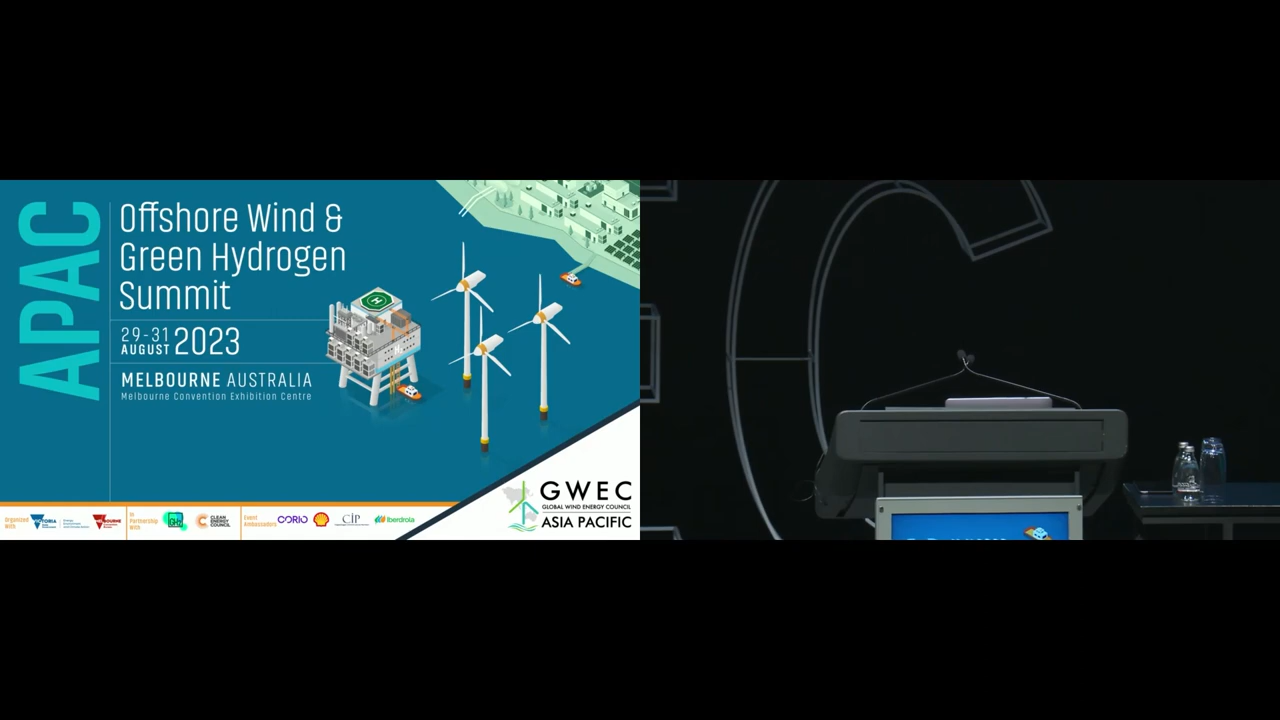 APAC
Offshore Wind &
Green Hydrogen
Summit
29-31
AUGUST 2023
MELBOURNE AUSTRALIA
Melbourne Convention Exhibition Centre
Organised
With
In
Partnership
With
GH2
CLEAN
ENERGY
COUNCIL
Event
Ambassadors
CORIO
CIP
Iberdrola
GWEC
GLOBAL WIND ENERGY COUNCIL
ASIA PACIFIC
H